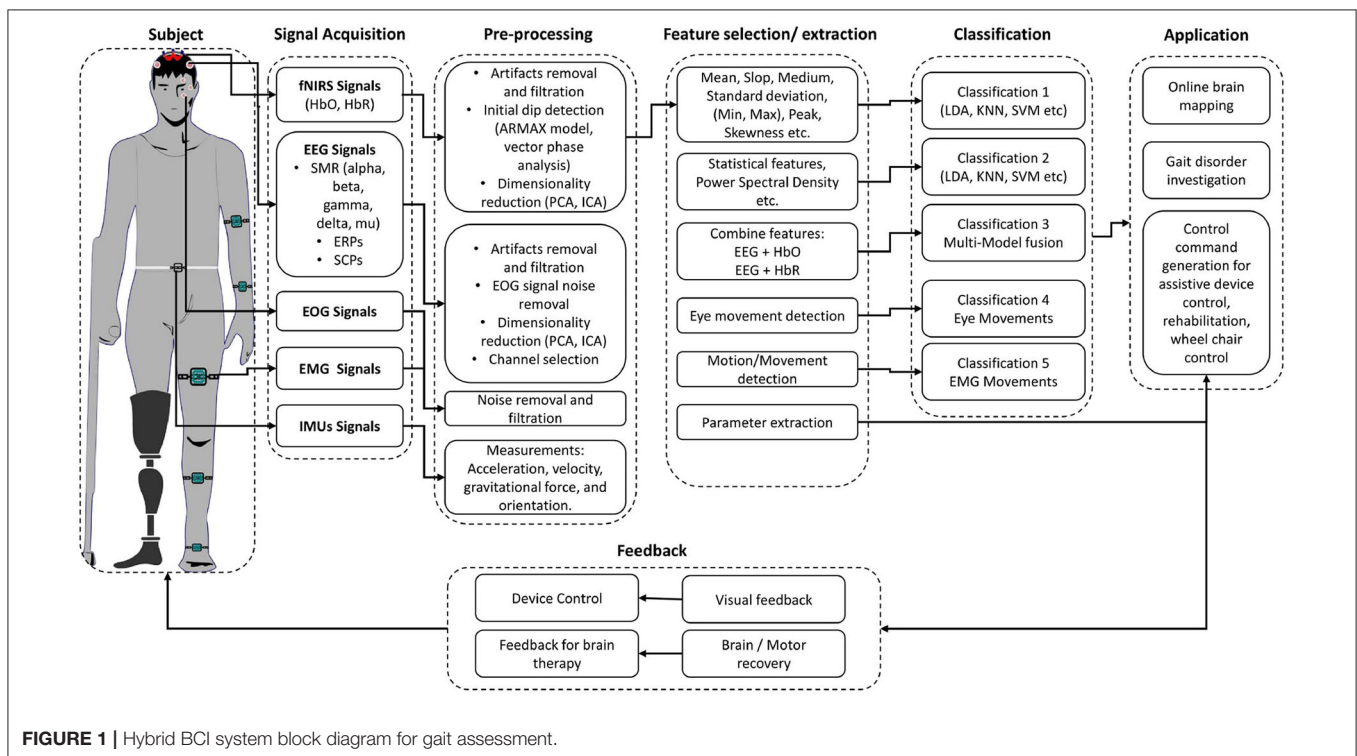 Subject
Signal Acquisition
fNIRS Signals
(HbO, HbR)
EEG Signals
• SMR (alpha,
beta,
gamma,
delta, mu)
• ERPs
• SCPs
EOG Signals
EMG Signals
IMUs Signals
Pre-processing
• Artifacts removal
and filtration
• Initial dip detection
(ARMAX model,
vector phase
analysis)
• Dimensionality
reduction (PCA, ICA)
• Artifacts removal
and filtration
• EOG signal noise
removal
• Dimensionality
reduction (PCA, ICA)
• Channel selection
Noise removal and
filtration
Measurements:
Acceleration, velocity,
gravitational force, and
orientation.
Feature selection/ extraction
Mean, Slop, Medium,
Standard deviation,
(Min, Max), Peak,
Skewness etc.
Statistical features,
Power Spectral Density
etc.
Combine features:
EEG + HbO
EEG + HbR
Eye movement detection
Motion/Movement
detection
Parameter extraction
Classification
Classification 1
(LDA, KNN, SVM etc)
Classification 2
(LDA, KNN, SVM etc)
Classification 3
Multi-Model fusion
Classification 4
Eye Movements
Classification 5
EMG Movements
Application
Online brain
mapping
Gait disorder
investigation
Control
command
generation for
assistive device
control,
rehabilitation,
wheel chair
control
Feedback
Device Control
Visual feedback
Feedback for brain
therapy
Brain / Motor
recovery
FIGURE 1 | Hybrid BCI system block diagram for gait assessment.